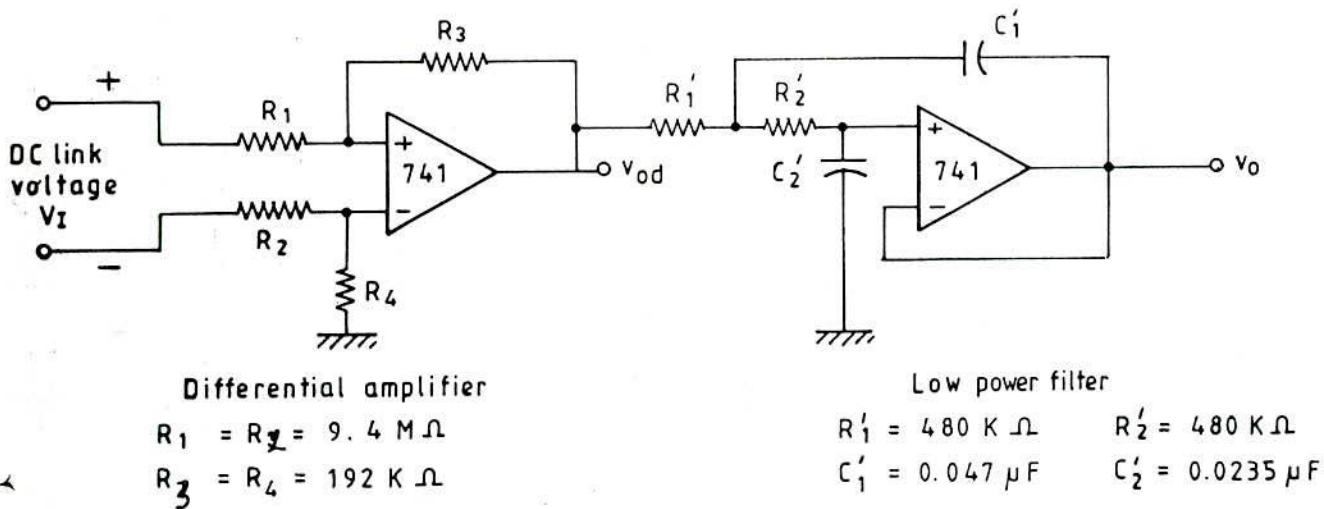 R3
C1′
R1′
R2′
+
R1
+
+
DC link
voltage
VI
741
Vod
C2′
741
Vo
−
−
R2
−
R4
Differential amplifier
R1 = R2 = 9.4 MΩ
R3 = R4 = 192 KΩ
Low power filter
R1′ = 480 KΩ R2′ = 480 KΩ
C1′ = 0.047 μF C2′ = 0.0235 μF